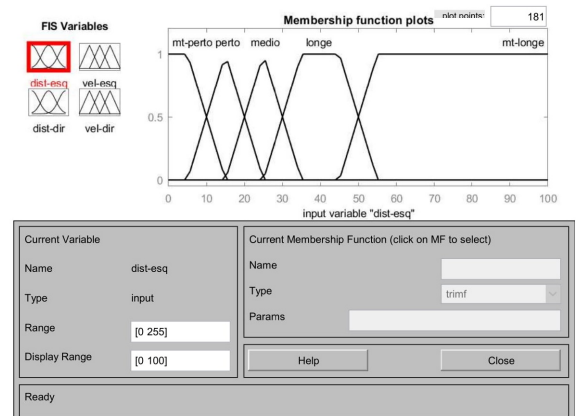 FIS Variables
Membership function plots
plot points:
181
dist-esq
vel-esq
dist-dir
vel-dir
mt-perto perto medio longe mt-longe
1
0.5
0
0 10 20 30 40 50 60 70 80 90 100
input variable "dist-esq"
Current Variable
Name dist-esq
Type input
Range [0 255]
Display Range [0 100]
Current Membership Function (click on MF to select)
Name
Type trimf
Params
Help
Close
Ready